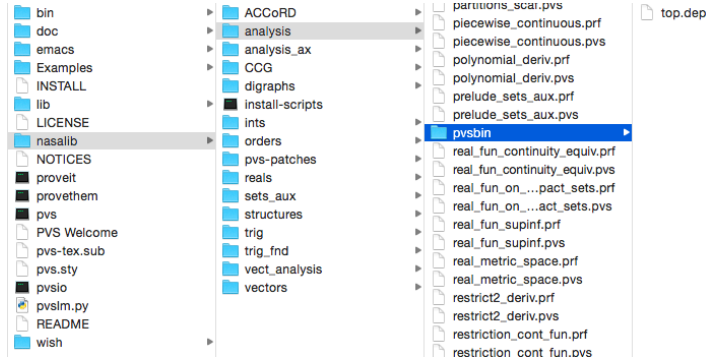 bin
doc
emacs
Examples
INSTALL
lib
LICENSE
nasalib
NOTICES
proveit
provethem
pvs
PVS Welcome
pvs-tex.sub
pvs.sty
pvsio
pvslm.py
README
wish
ACCoRD
analysis
analysis_ax
CCG
digraphs
install-scripts
ints
orders
pvs-patches
reals
sets_aux
structures
trig
trig_fnd
vect_analysis
vectors
partitions_scaf.pvs
piecewise_continuous.prf
piecewise_continuous.pvs
polynomial_deriv.prf
polynomial_deriv.pvs
prelude_sets_aux.prf
prelude_sets_aux.pvs
pvsbin
real_fun_continuity_equiv.prf
real_fun_continuity_equiv.pvs
real_fun_on_...pact_sets.prf
real_fun_on_...act_sets.pvs
real_fun_supinf.prf
real_fun_supinf.pvs
real_metric_space.prf
real_metric_space.pvs
restrict2_deriv.prf
restrict2_deriv.pvs
restriction_cont_fun.prf
restriction_cont_fun.pvs
top.dep